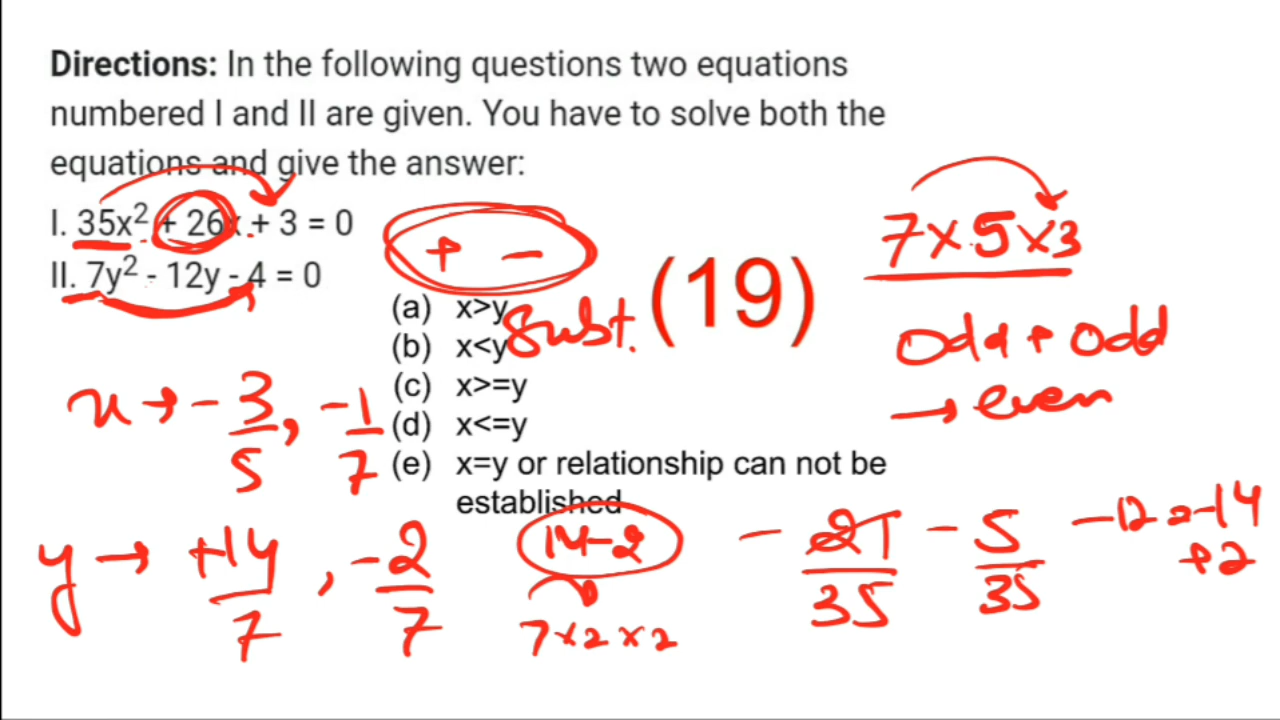 Directions: In the following questions two equations
numbered I and II are given. You have to solve both the
equations and give the answer:
I. 35x² + 26x + 3 = 0
II. 7y² - 12y - 4 = 0
+ -
(19)
7×5×3
(a) x>y
(b) x<y
(c) x>=y
(d) x<=y
(e) x=y or relationship can not be
established
Subt.
odd + odd
→ even
x → -3/5, -1/7
y → +14/7, -2/7
14-2
7×2×2
-21/35 -5/35
-12 = -14
+2